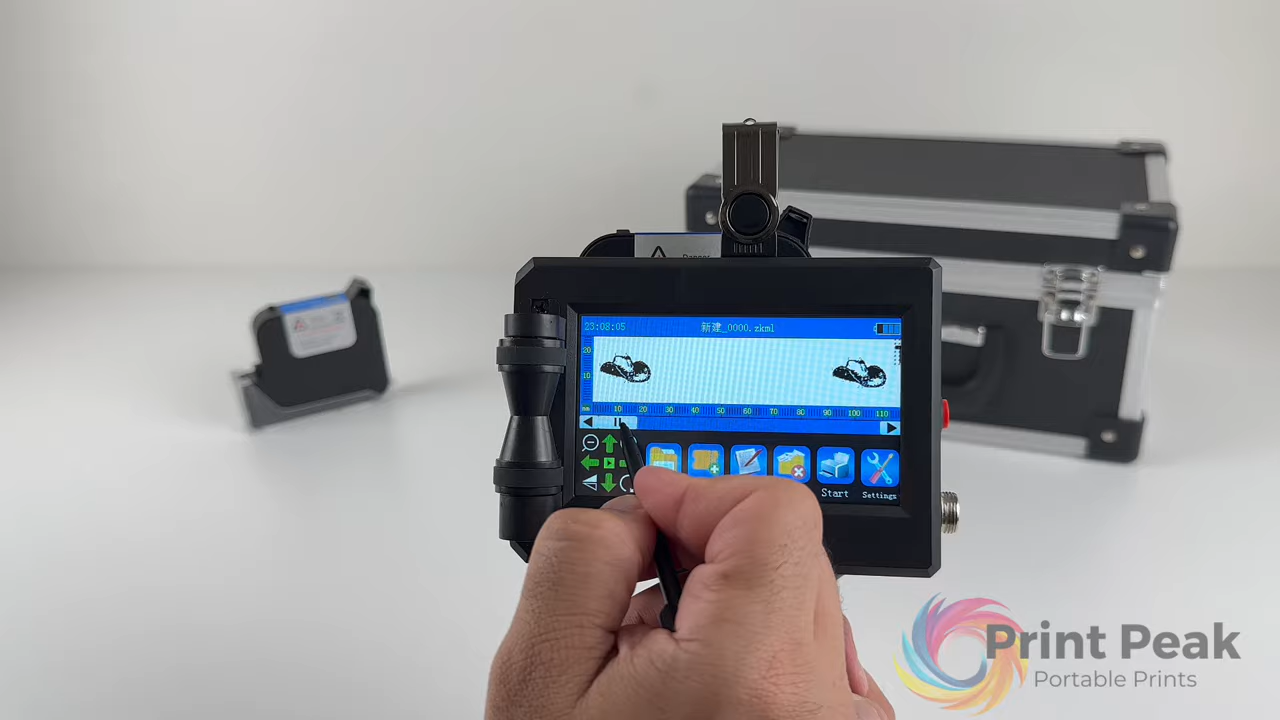 Danger
23:08:05 新建_0000.zkml
20
10
mm 10 20 30 40 50 60 70 80 90 100 110
Start Settings
Print Peak
Portable Prints